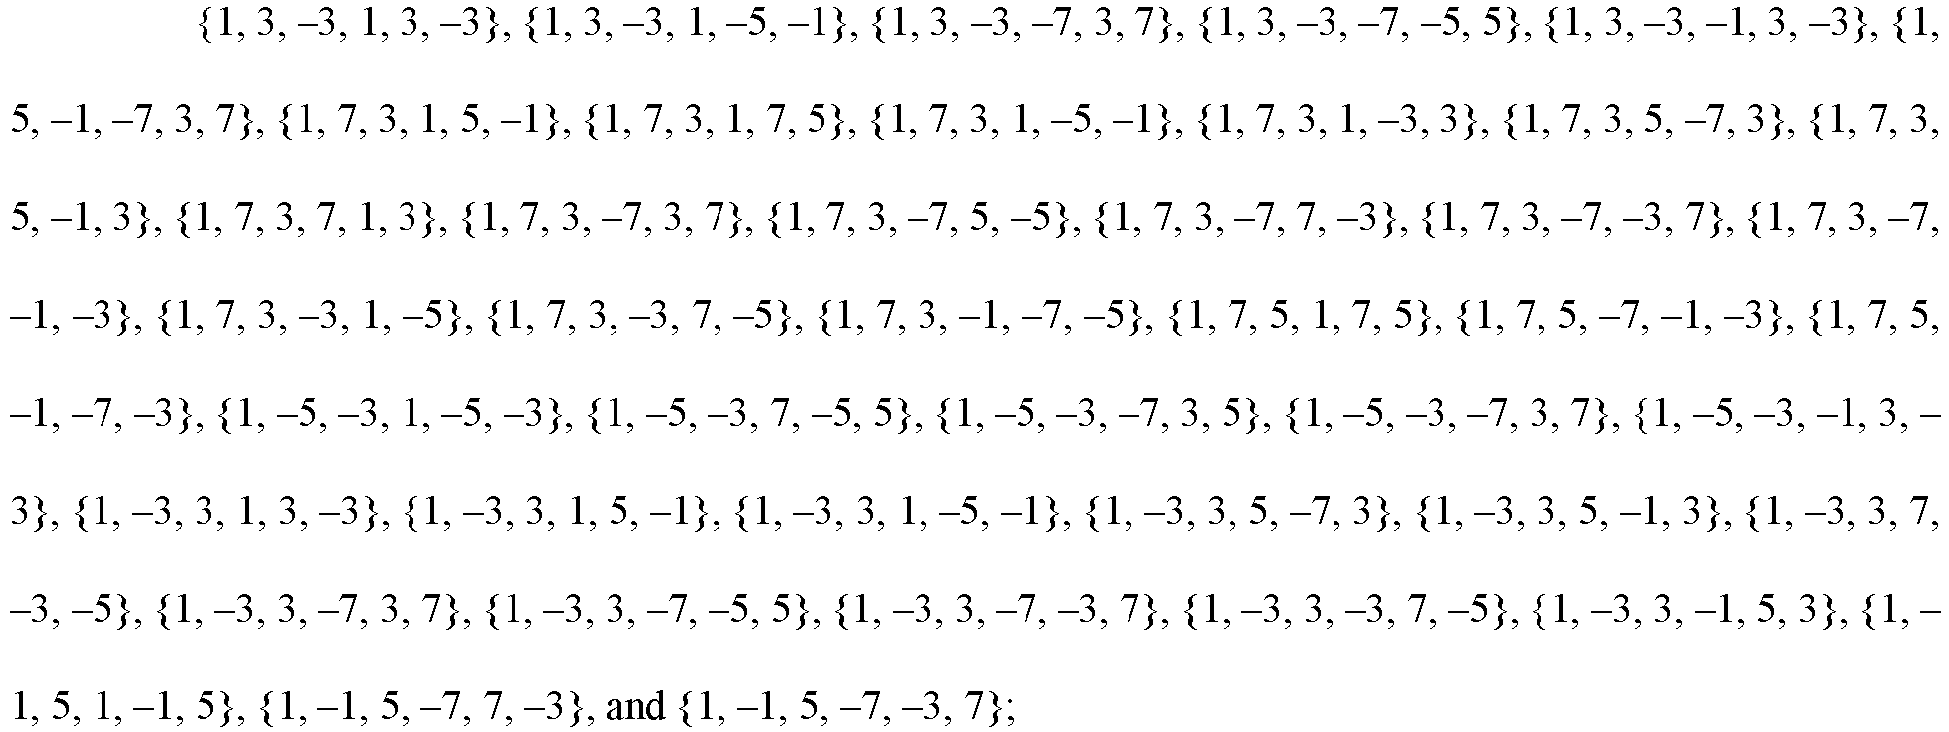 {1, 3, –3, 1, 3, –3}, {1, 3, –3, 1, –5, –1}, {1, 3, –3, –7, 3, 7}, {1, 3, –3, –7, –5, 5}, {1, 3, –3, –1, 3, –3}, {1,
5, –1, –7, 3, 7}, {1, 7, 3, 1, 5, –1}, {1, 7, 3, 1, 7, 5}, {1, 7, 3, 1, –5, –1}, {1, 7, 3, 1, –3, 3}, {1, 7, 3, 5, –7, 3}, {1, 7, 3,
5, –1, 3}, {1, 7, 3, 7, 1, 3}, {1, 7, 3, –7, 3, 7}, {1, 7, 3, –7, 5, –5}, {1, 7, 3, –7, 7, –3}, {1, 7, 3, –7, –3, 7}, {1, 7, 3, –7,
–1, –3}, {1, 7, 3, –3, 1, –5}, {1, 7, 3, –3, 7, –5}, {1, 7, 3, –1, –7, –5}, {1, 7, 5, 1, 7, 5}, {1, 7, 5, –7, –1, –3}, {1, 7, 5,
–1, –7, –3}, {1, –5, –3, 1, –5, –3}, {1, –5, –3, 7, –5, 5}, {1, –5, –3, –7, 3, 5}, {1, –5, –3, –7, 3, 7}, {1, –5, –3, –1, 3, –
3}, {1, –3, 3, 1, 3, –3}, {1, –3, 3, 1, 5, –1}, {1, –3, 3, 1, –5, –1}, {1, –3, 3, 5, –7, 3}, {1, –3, 3, 5, –1, 3}, {1, –3, 3, 7,
–3, –5}, {1, –3, 3, –7, 3, 7}, {1, –3, 3, –7, –5, 5}, {1, –3, 3, –7, –3, 7}, {1, –3, 3, –3, 7, –5}, {1, –3, 3, –1, 5, 3}, {1, –
1, 5, 1, –1, 5}, {1, –1, 5, –7, 7, –3}, and {1, –1, 5, –7, –3, 7};